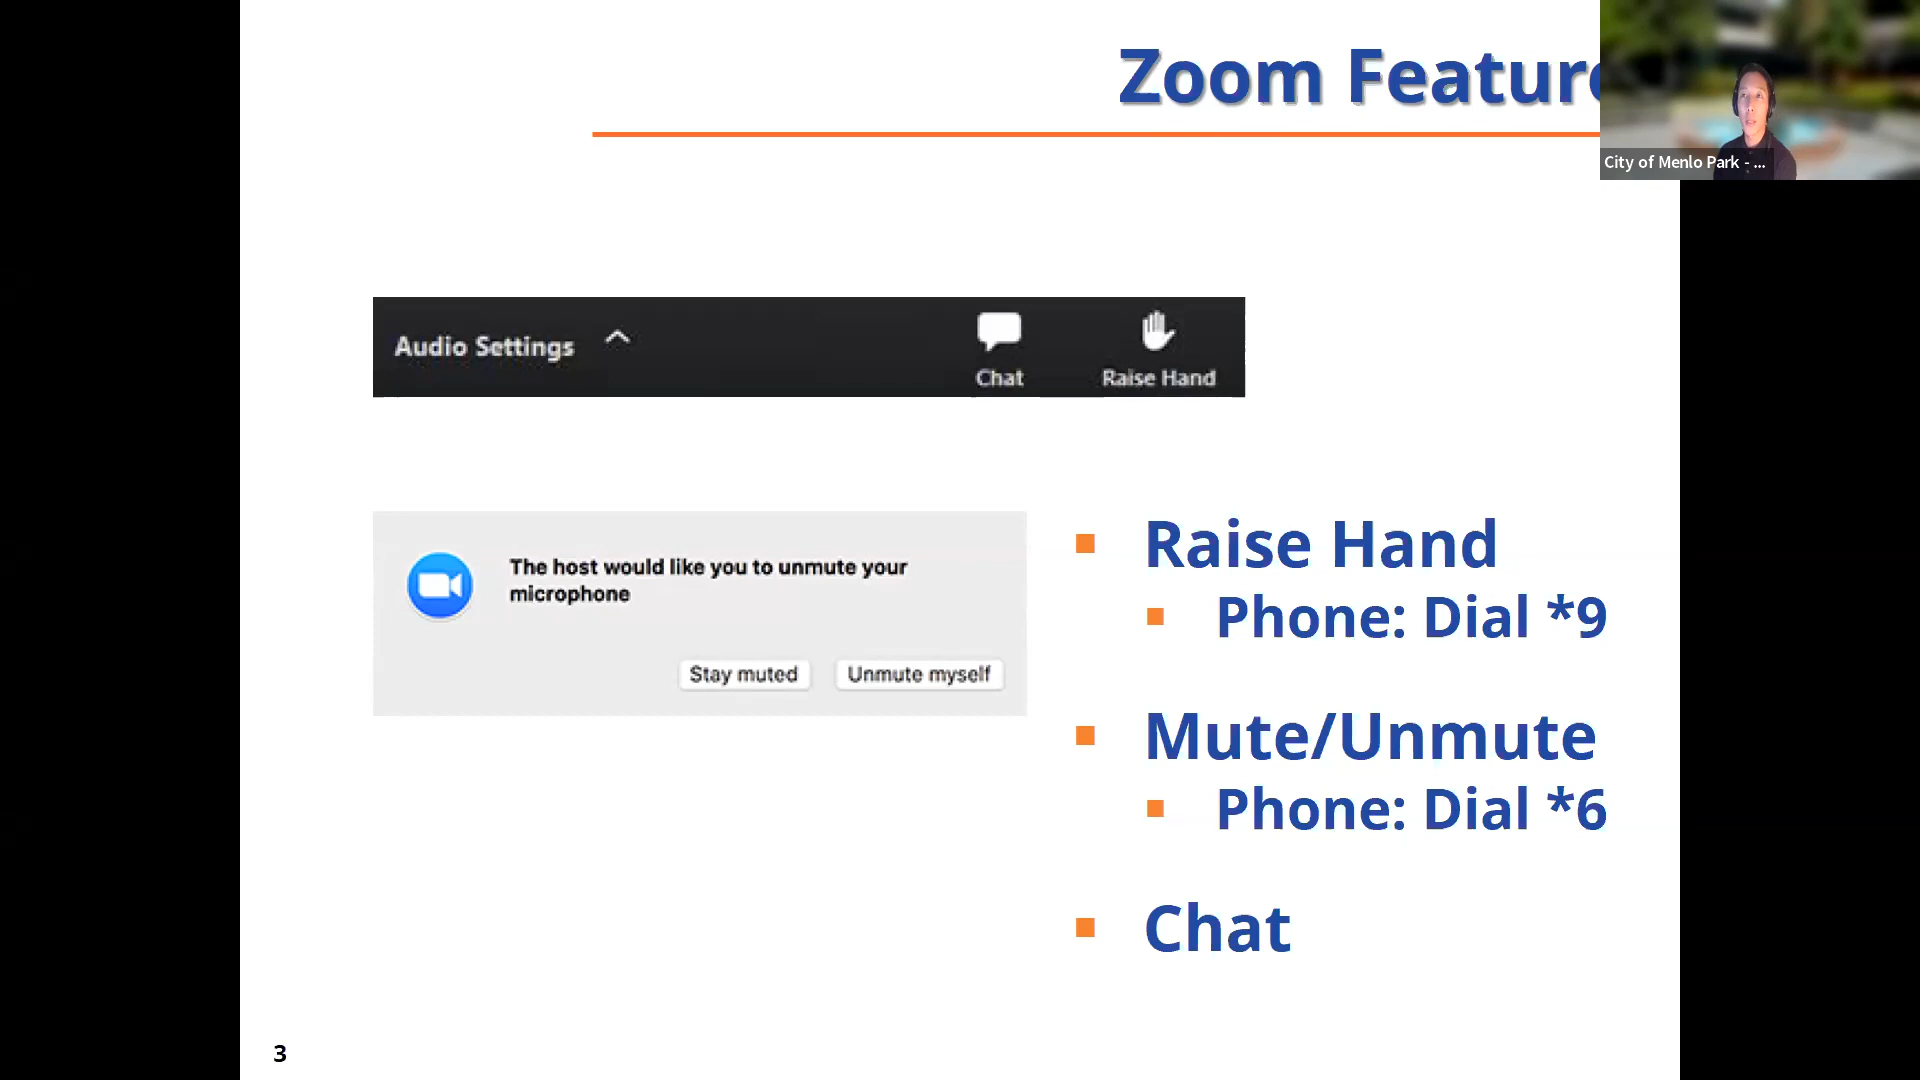 Zoom Featur
City of Menlo Park - ...
Audio Settings
Chat
Raise Hand
The host would like you to unmute your
microphone
Stay muted
Unmute myself
▪ Raise Hand
▪ Phone: Dial *9
▪ Mute/Unmute
▪ Phone: Dial *6
▪ Chat
3